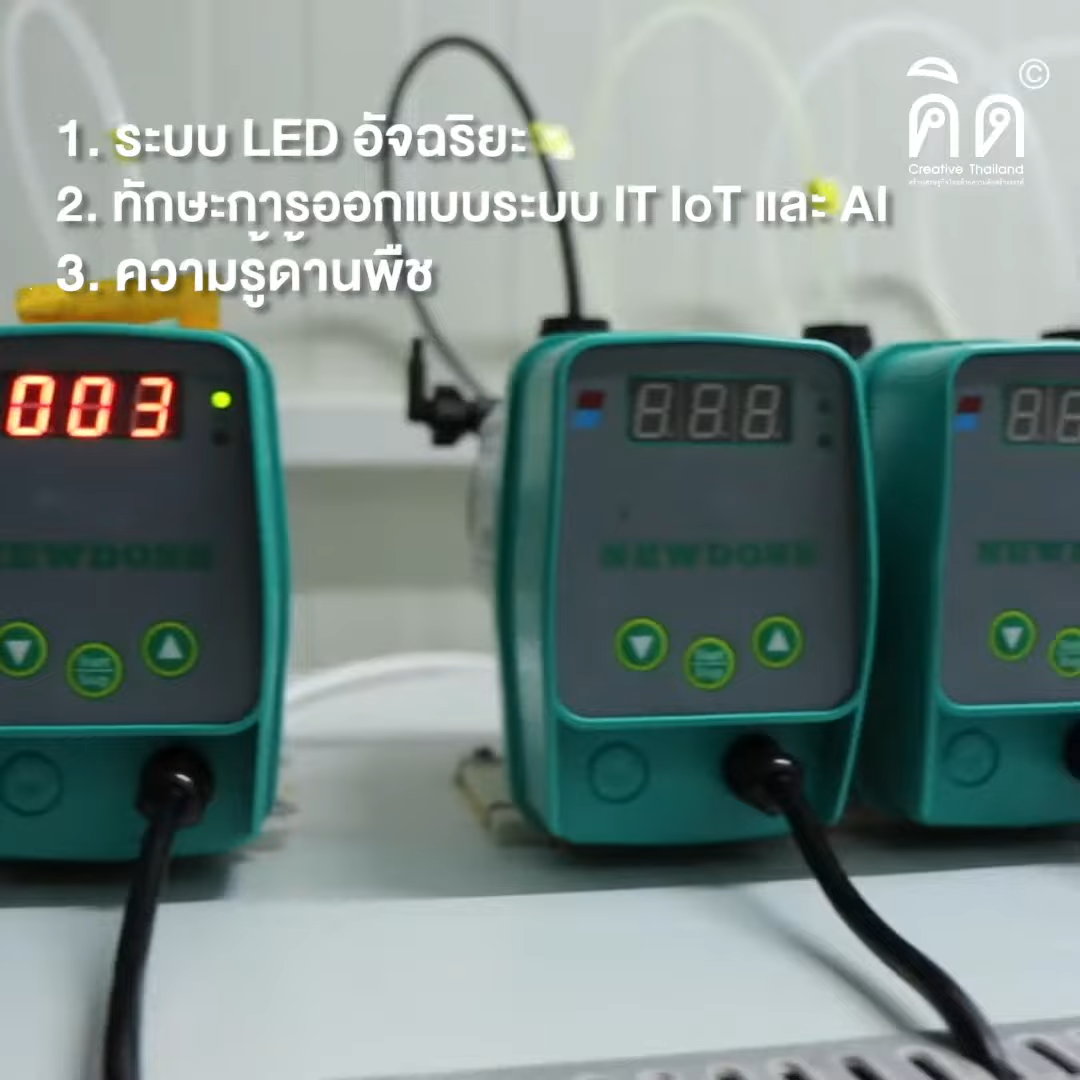 1. ระบบ LED อัจฉริยะ
2. ทักษะการออกแบบระบบ IT IoT และ AI
3. ความรู้ด้านพืช
คิด ©
Creative Thailand
003
NEWDOSE
NEWDOSE